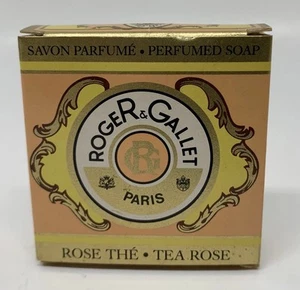 SAVON PARFUMÉ • PERFUMED SOAP
ROGER & GALLET
RG
PARIS
ROSE THÉ • TEA ROSE